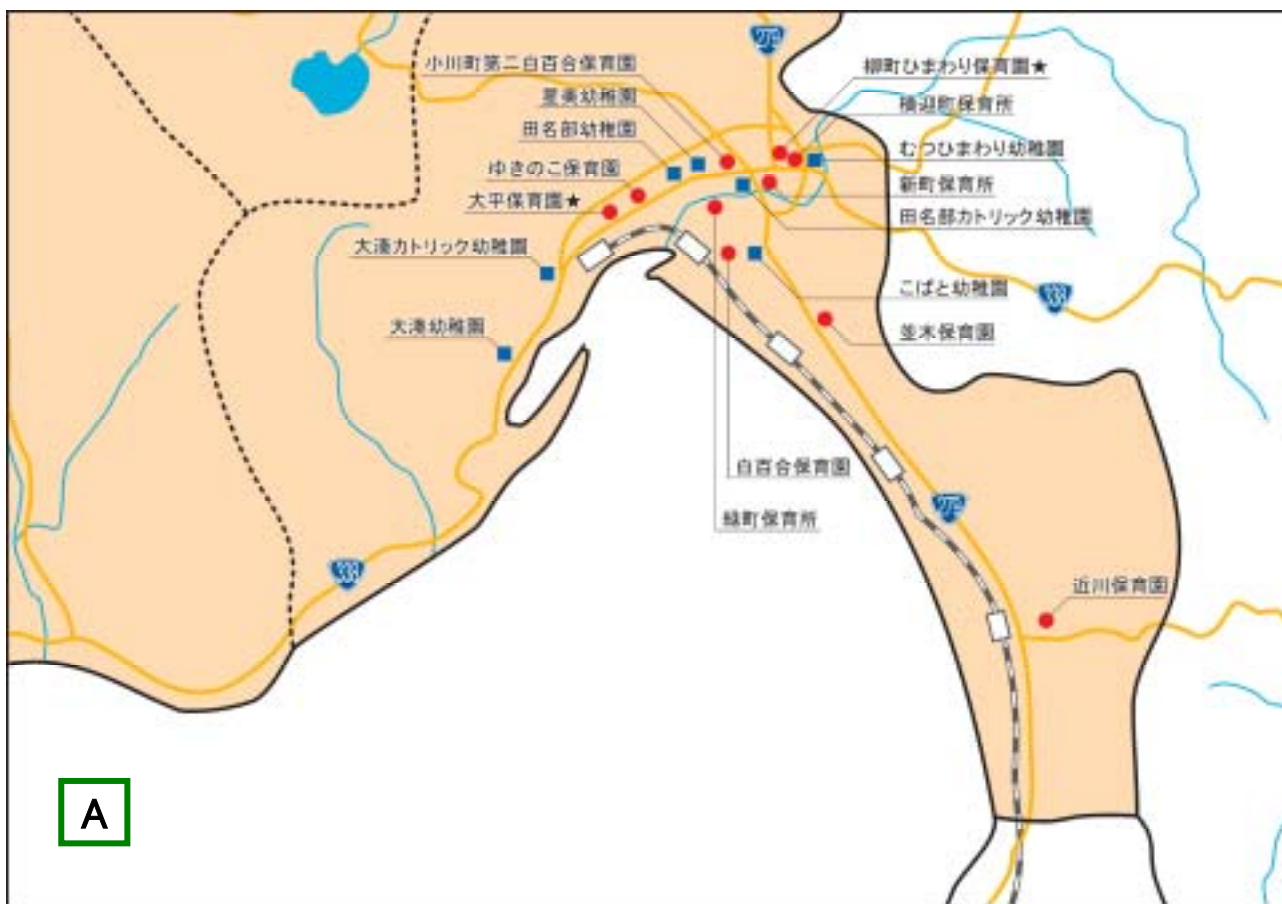 279
小川町第二白百合保育園
柳町ひまわり保育園★
星美幼稚園
横迎町保育所
田名部幼稚園
むつひまわり幼稚園
ゆきのこ保育園
新町保育所
大平保育園★
田名部カトリック幼稚園
大湊カトリック幼稚園
こばと幼稚園
338
大湊幼稚園
並木保育園
白百合保育園
279
緑町保育所
338
近川保育園
A